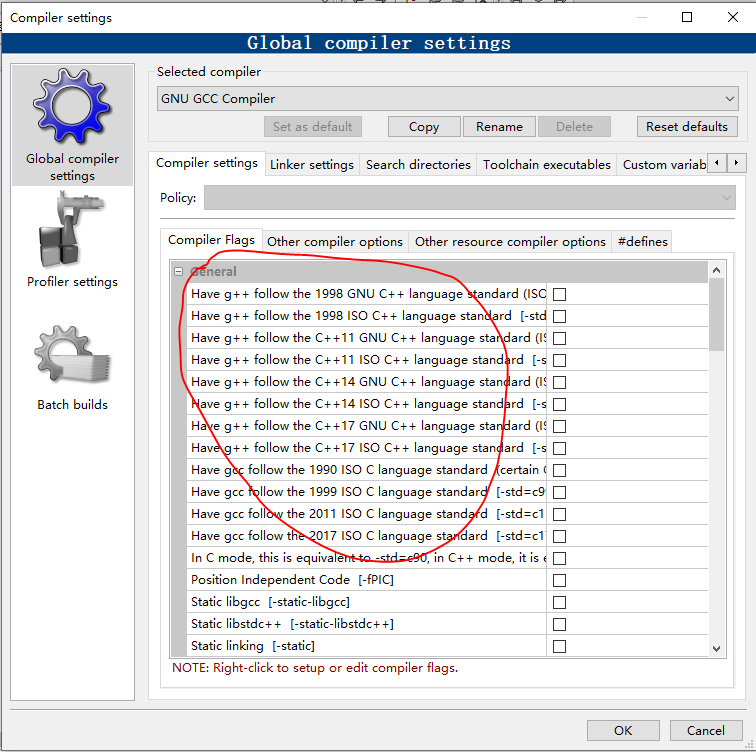 Compiler settings
Global compiler settings
Global compiler
settings
Profiler settings
Batch builds
Selected compiler
GNU GCC Compiler
Set as default
Copy
Rename
Delete
Reset defaults
Compiler settings
Linker settings
Search directories
Toolchain executables
Custom variab
Policy:
Compiler Flags
Other compiler options
Other resource compiler options
#defines
General
Have g++ follow the 1998 GNU C++ language standard (ISO
Have g++ follow the 1998 ISO C++ language standard [-std
Have g++ follow the C++11 GNU C++ language standard (IS
Have g++ follow the C++11 ISO C++ language standard [-s
Have g++ follow the C++14 GNU C++ language standard (IS
Have g++ follow the C++14 ISO C++ language standard [-s
Have g++ follow the C++17 GNU C++ language standard (IS
Have g++ follow the C++17 ISO C++ language standard [-s
Have gcc follow the 1990 ISO C language standard (certain
Have gcc follow the 1999 ISO C language standard [-std=c9
Have gcc follow the 2011 ISO C language standard [-std=c1
Have gcc follow the 2017 ISO C language standard [-std=c1
In C mode, this is equivalent to -std=c90, in C++ mode, it is
Position Independent Code [-fPIC]
Static libgcc [-static-libgcc]
Static libstdc++ [-static-libstdc++]
Static linking [-static]
NOTE: Right-click to setup or edit compiler flags.
OK
Cancel